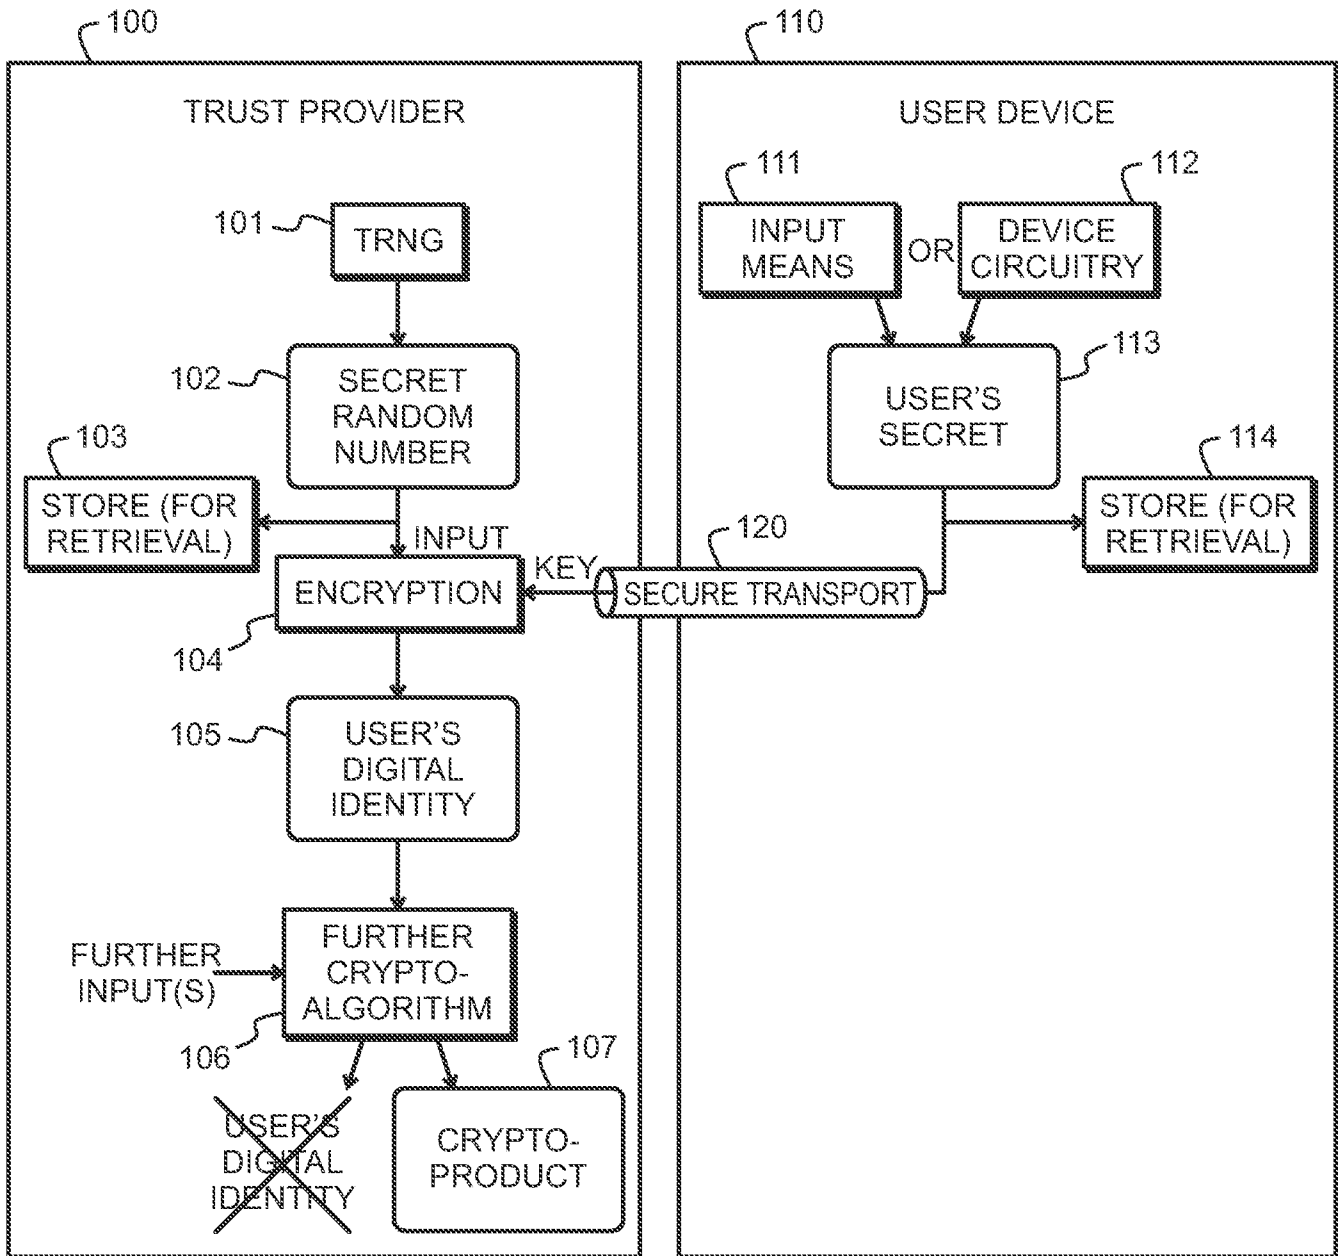 100
110
TRUST PROVIDER
USER DEVICE
111
112
101
TRNG
INPUT
MEANS
OR
DEVICE
CIRCUITRY
102
SECRET
RANDOM
NUMBER
113
USER'S
SECRET
103
STORE (FOR
RETRIEVAL)
114
STORE (FOR
RETRIEVAL)
INPUT
120
KEY
ENCRYPTION
SECURE TRANSPORT
104
105
USER'S
DIGITAL
IDENTITY
FURTHER
INPUT(S)
FURTHER
CRYPTO-
ALGORITHM
106
107
USER'S
DIGITAL
IDENTITY
CRYPTO-
PRODUCT